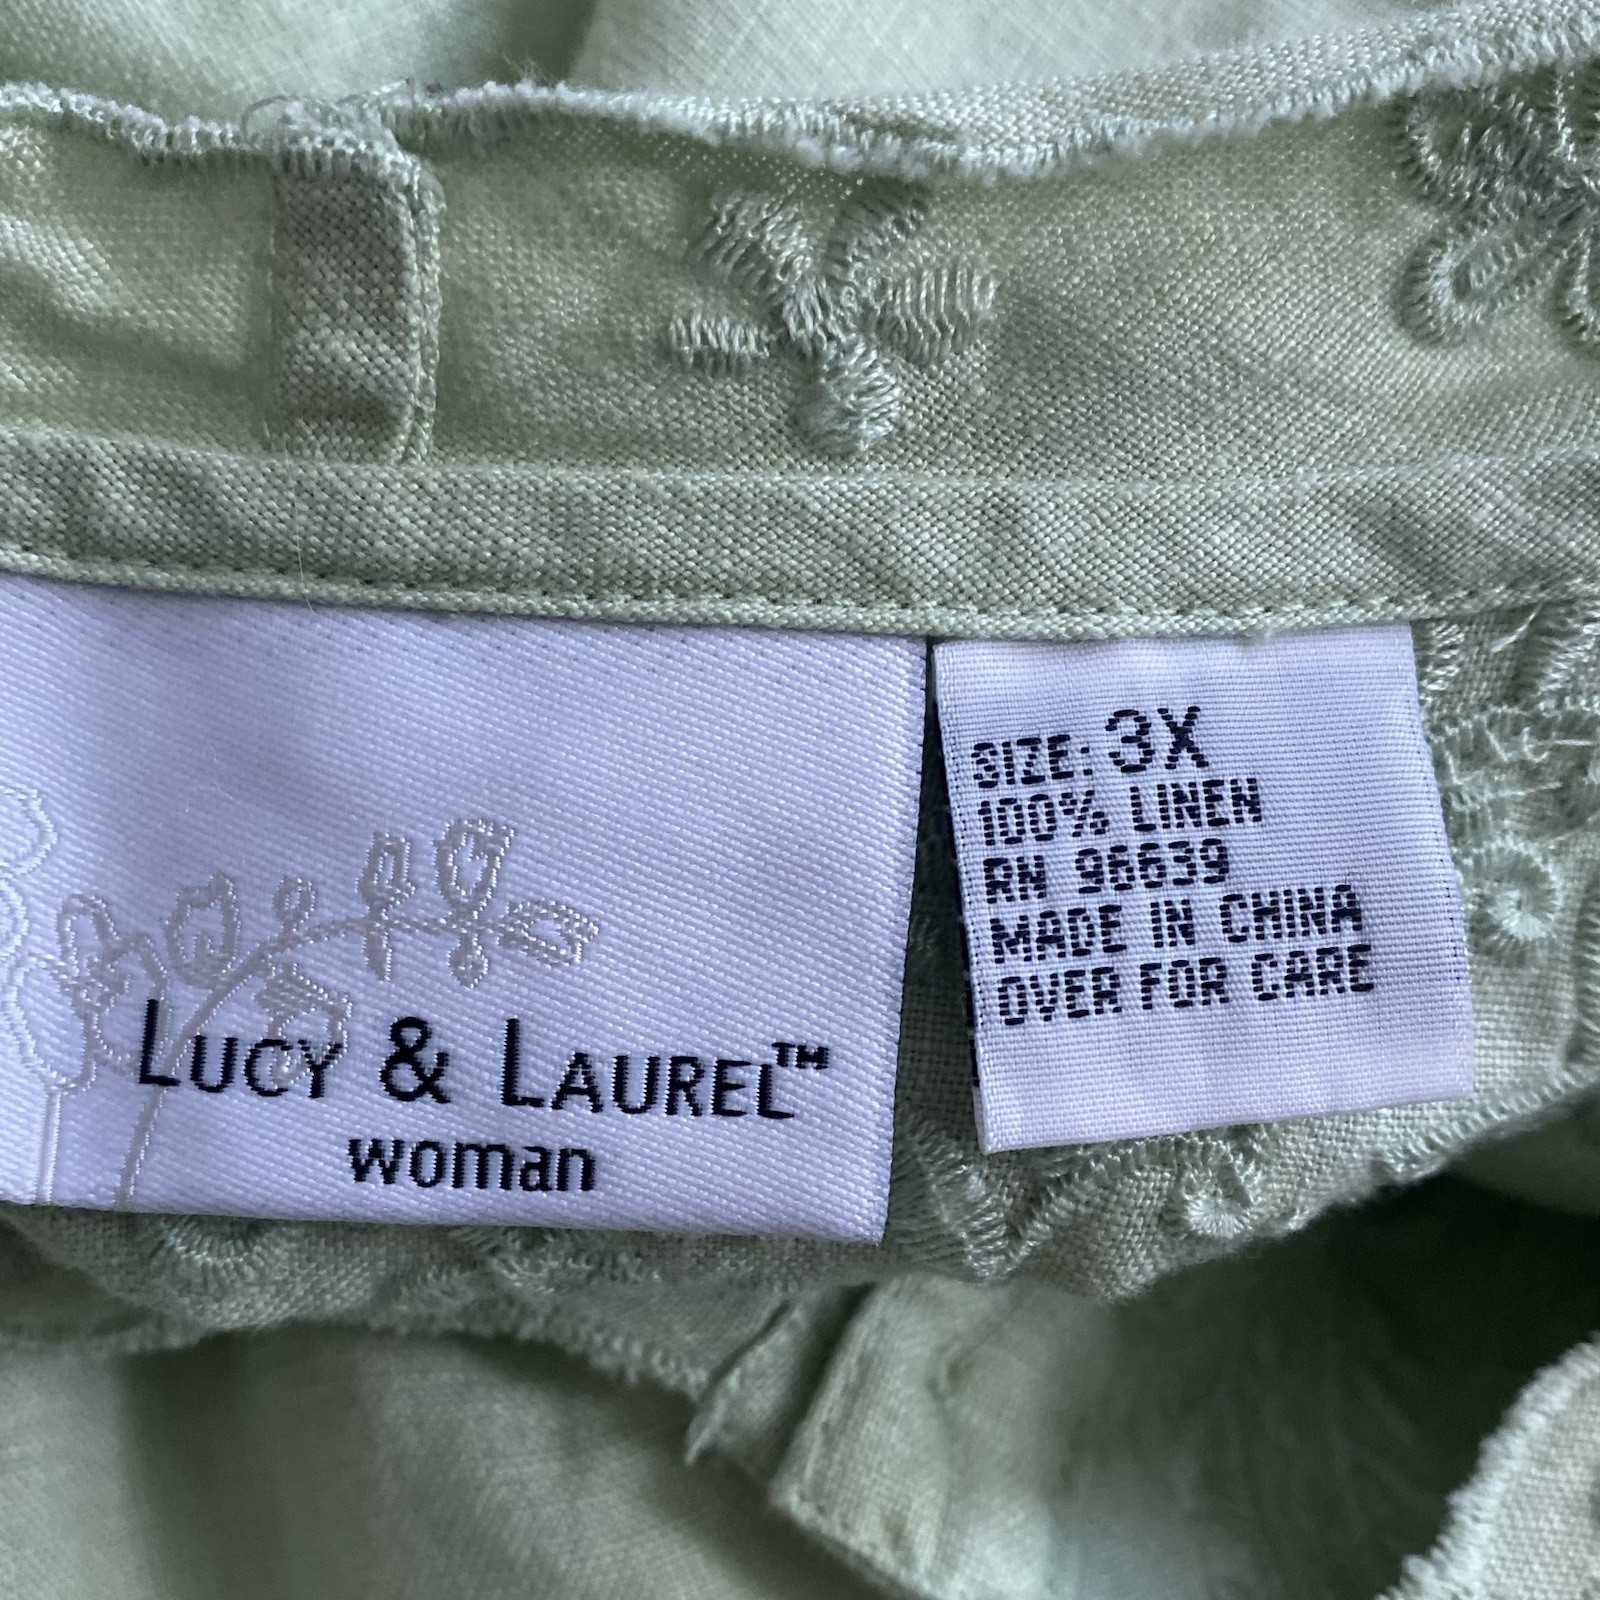 LUCY & LAUREL™
woman
SIZE: 3X
100% LINEN
RN 96639
MADE IN CHINA
OVER FOR CARE